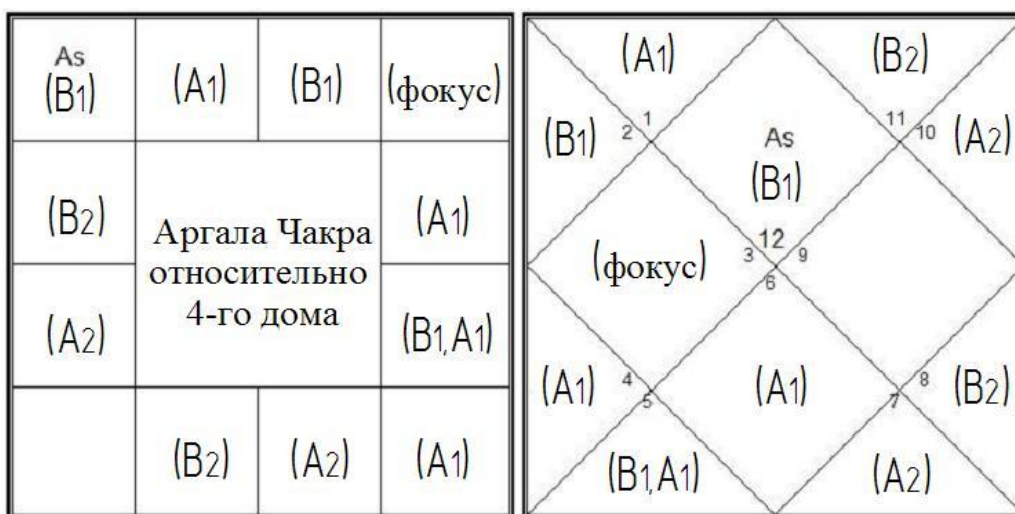 As
(B1)
(A1)
(B1)
(фокус)
(B2)
Аргала Чакра
относительно
4-го дома
(A1)
(A2)
(B1,A1)
(B2)
(A2)
(A1)
(A1)
(B2)
(B1)
2
1
As
(B1)
11
10
(A2)
(фокус)
3
12
9
6
(A1)
4
5
(A1)
7
8
(B2)
(B1,A1)
(A2)